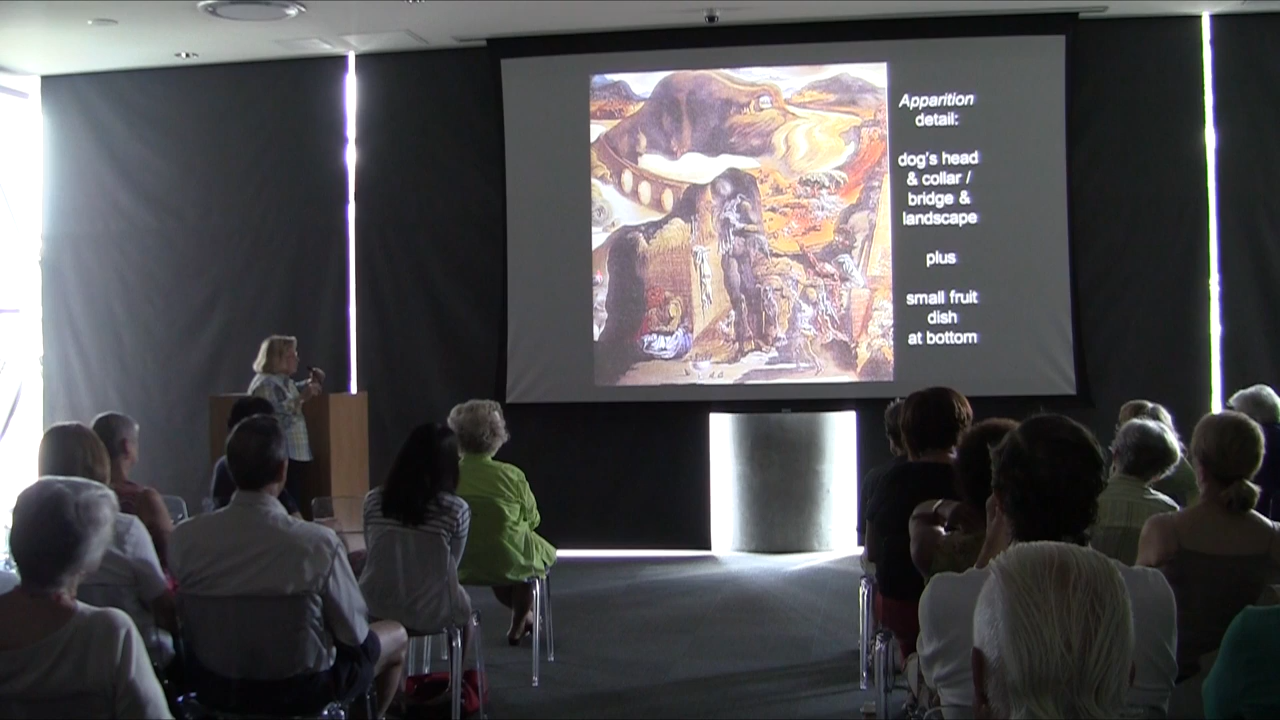 Apparition
detail:
dog's head
& collar /
bridge &
landscape
plus
small fruit
dish
at bottom